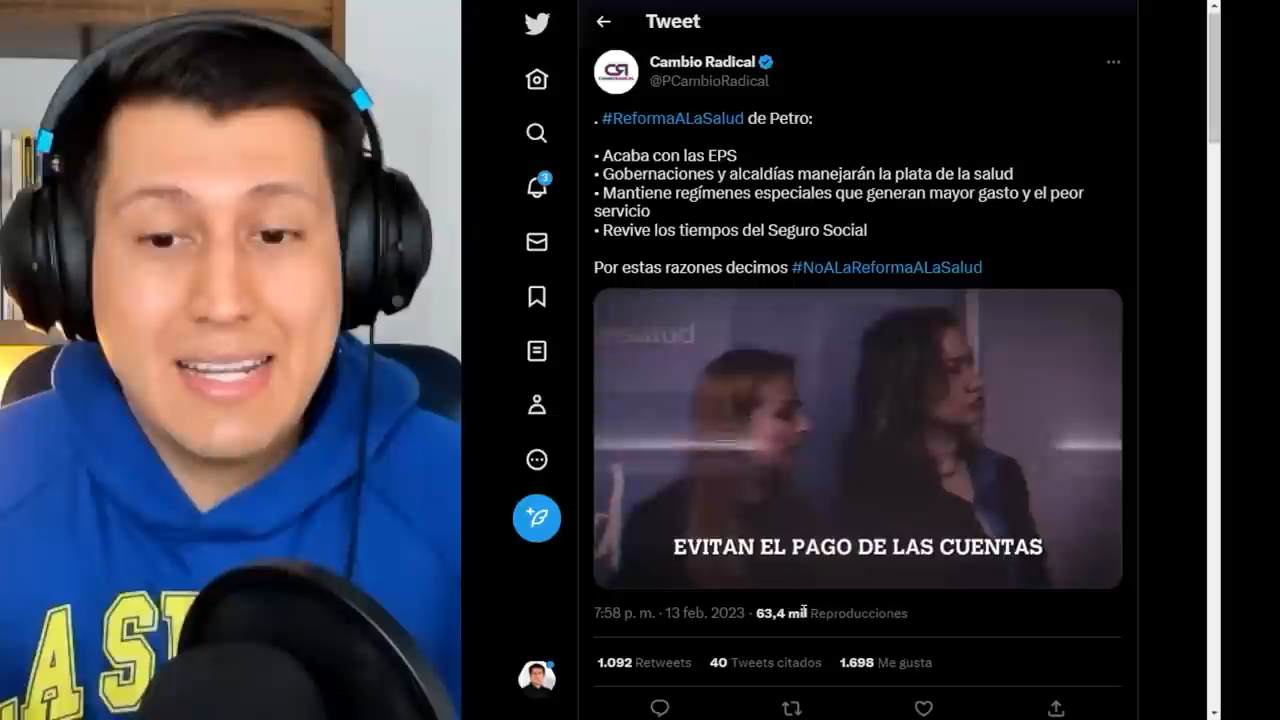 Tweet
Cambio Radical
@PCambioRadical
. #ReformaALaSalud de Petro:
• Acaba con las EPS
• Gobernaciones y alcaldías manejarán la plata de la salud
• Mantiene regímenes especiales que generan mayor gasto y el peor
servicio
• Revive los tiempos del Seguro Social
Por estas razones decimos #NoALaReformaALaSalud
salud
EVITAN EL PAGO DE LAS CUENTAS
7:58 p. m. · 13 feb. 2023 · 63,4 mil Reproducciones
1.092 Retweets 40 Tweets citados 1.698 Me gusta
3